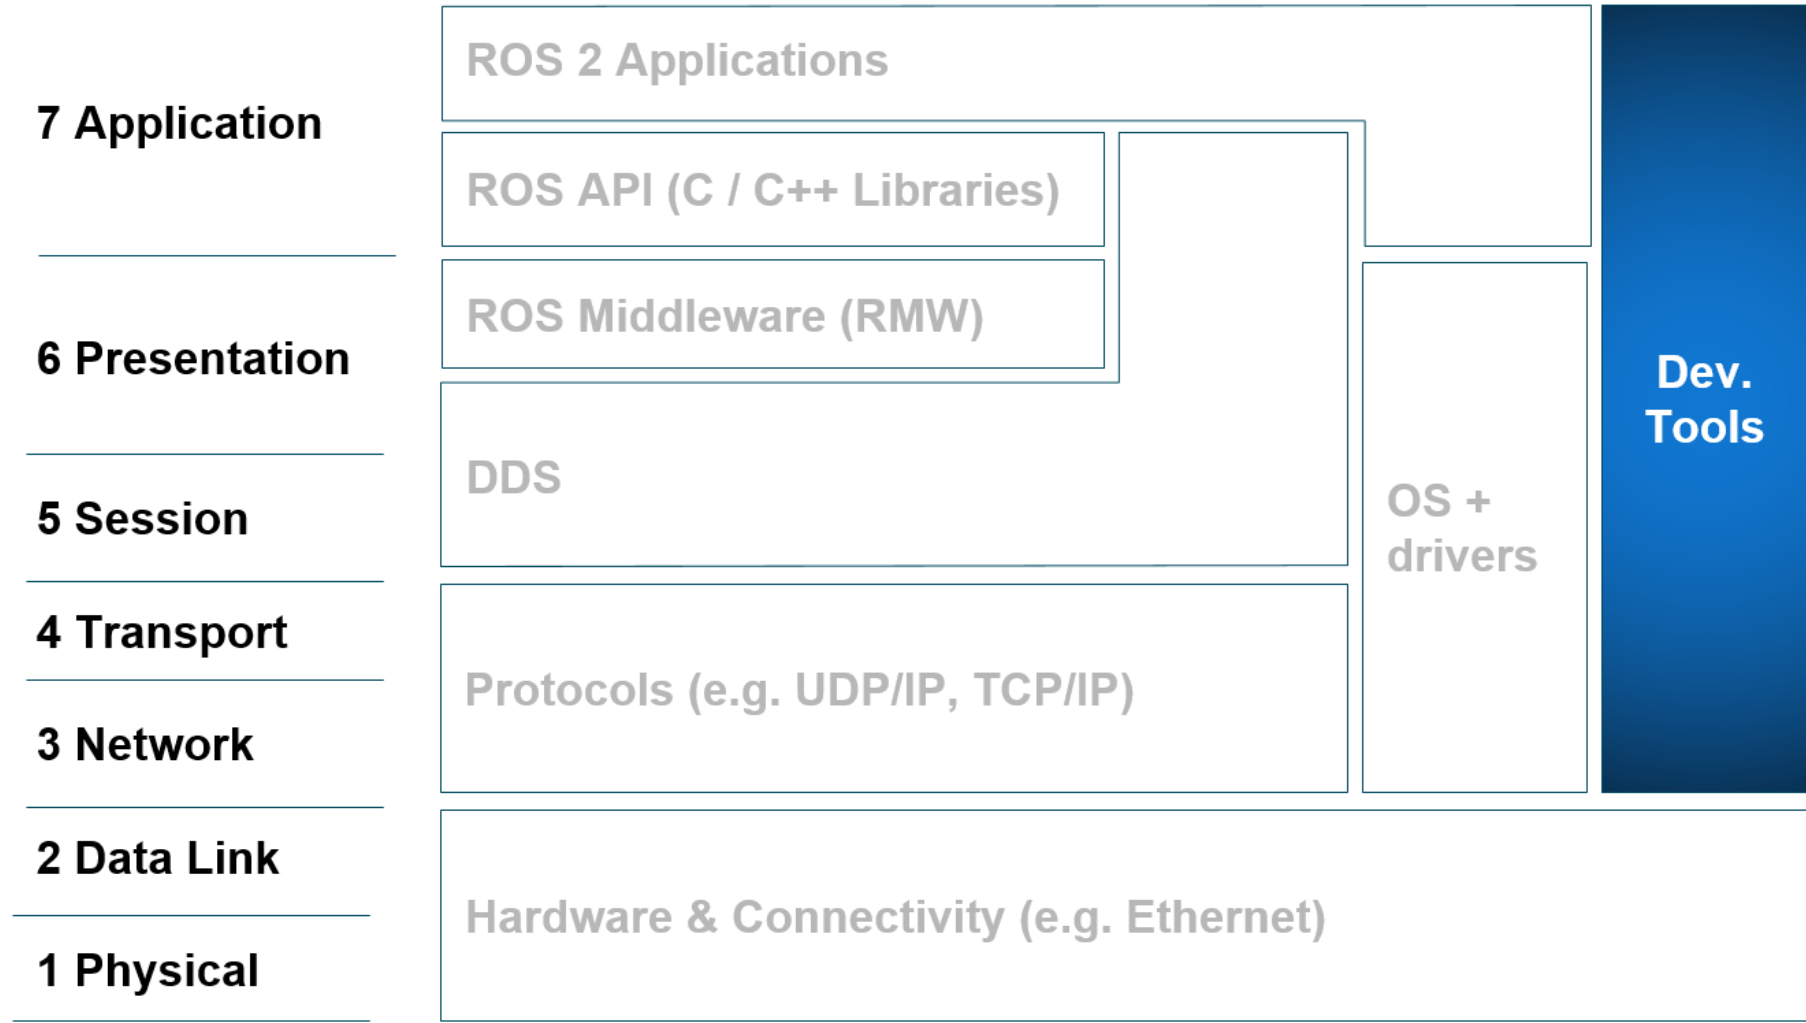 7 Application
6 Presentation
5 Session
4 Transport
3 Network
2 Data Link
1 Physical
ROS 2 Applications
ROS API (C / C++ Libraries)
ROS Middleware (RMW)
DDS
Protocols (e.g. UDP/IP, TCP/IP)
Hardware & Connectivity (e.g. Ethernet)
OS +
drivers
Dev.
Tools